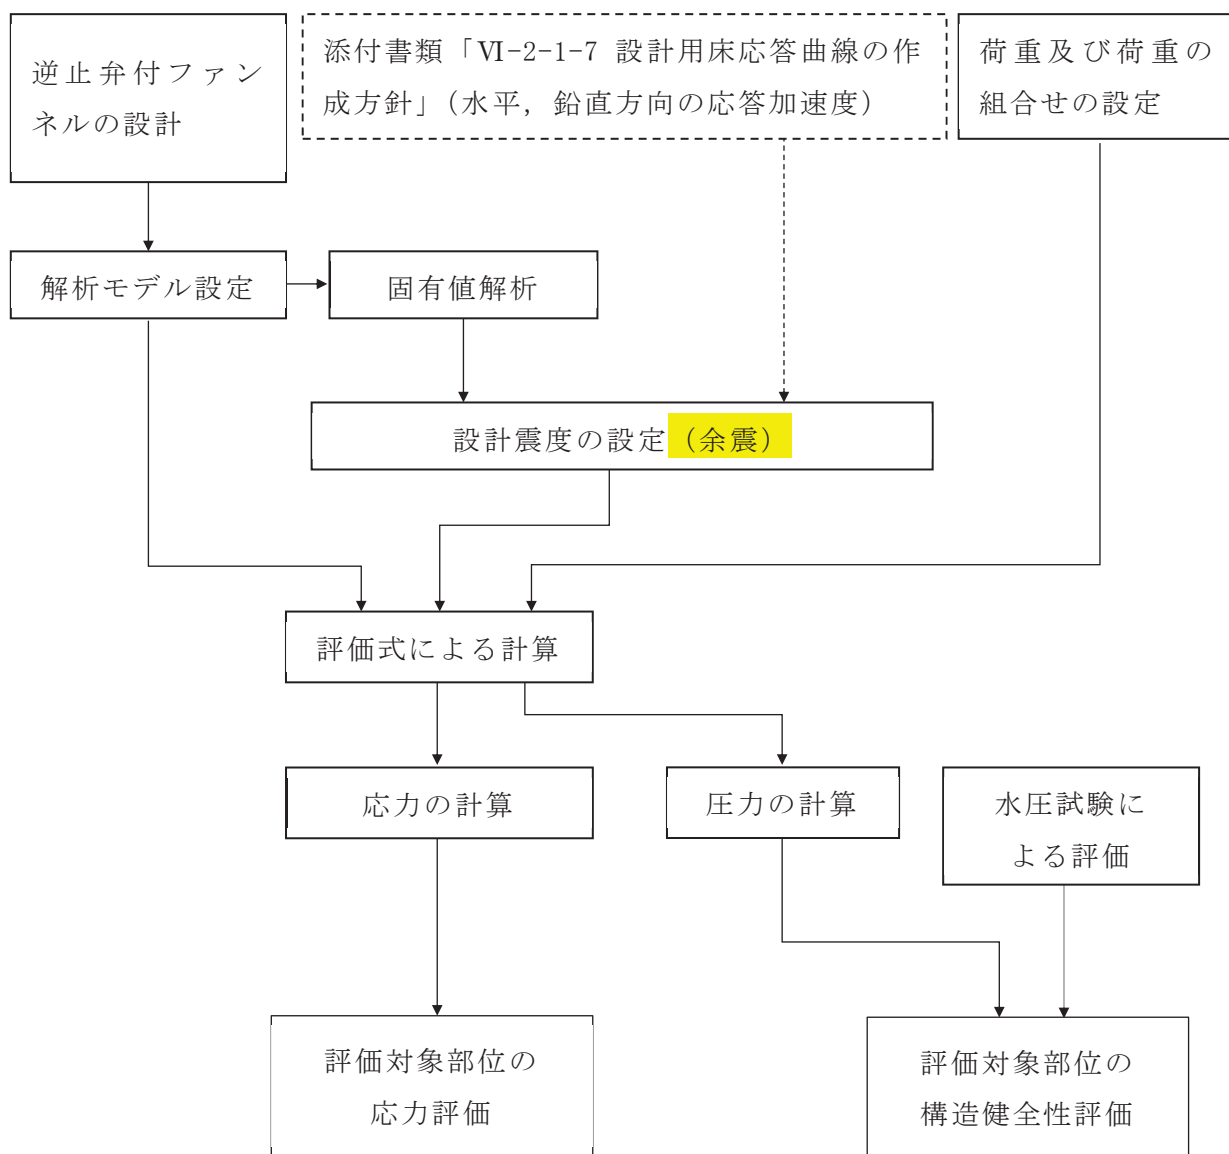 逆止弁付ファン
ネルの設計
添付書類「Ⅵ-2-1-7 設計用床応答曲線の作
成方針」（水平，鉛直方向の応答加速度）
荷重及び荷重の
組合せの設定
解析モデル設定
固有値解析
設計震度の設定（余震）
評価式による計算
応力の計算
圧力の計算
水圧試験に
よる評価
評価対象部位の
応力評価
評価対象部位の
構造健全性評価